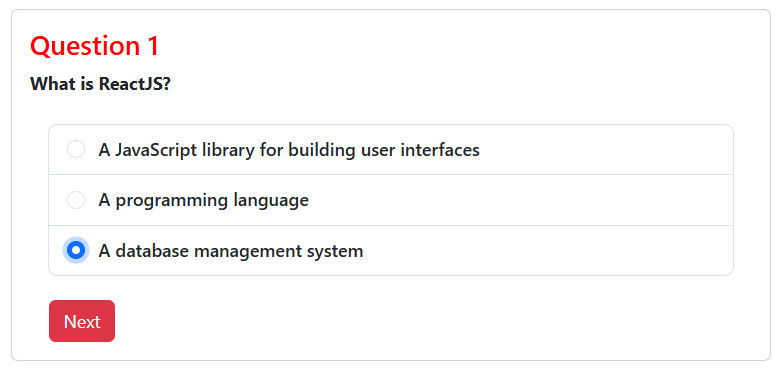 Question 1
What is ReactJS?
A JavaScript library for building user interfaces
A programming language
A database management system
Next